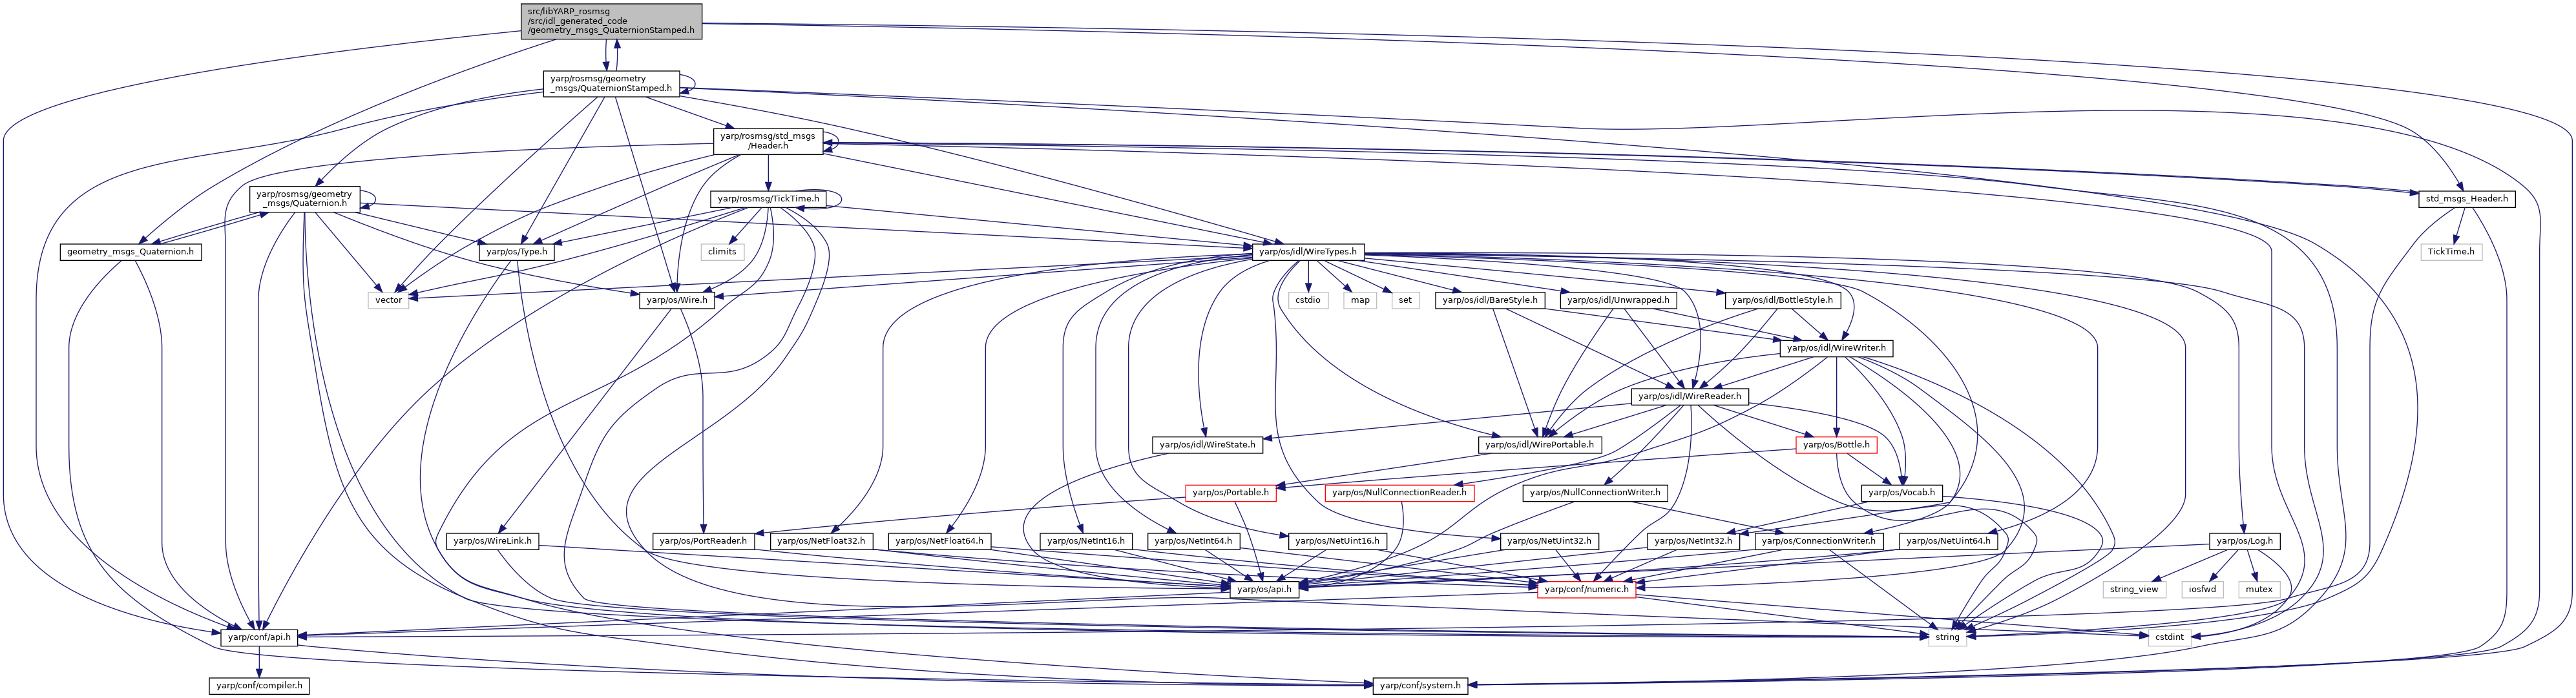 src/libYARP_rosmsg
/src/idl_generated_code
/geometry_msgs_QuaternionStamped.h
yarp/rosmsg/geometry
_msgs/QuaternionStamped.h
yarp/rosmsg/std_msgs
/Header.h
yarp/rosmsg/geometry
_msgs/Quaternion.h
yarp/rosmsg/TickTime.h
std_msgs_Header.h
geometry_msgs_Quaternion.h
yarp/os/Type.h
climits
yarp/os/idl/WireTypes.h
TickTime.h
vector
yarp/os/Wire.h
cstdio
map
set
yarp/os/idl/BareStyle.h
yarp/os/idl/Unwrapped.h
yarp/os/idl/BottleStyle.h
yarp/os/idl/WireWriter.h
yarp/os/idl/WireReader.h
yarp/os/idl/WireState.h
yarp/os/idl/WirePortable.h
yarp/os/Bottle.h
yarp/os/Portable.h
yarp/os/NullConnectionReader.h
yarp/os/NullConnectionWriter.h
yarp/os/Vocab.h
yarp/os/WireLink.h
yarp/os/PortReader.h
yarp/os/NetFloat32.h
yarp/os/NetFloat64.h
yarp/os/NetInt16.h
yarp/os/NetInt64.h
yarp/os/NetUint16.h
yarp/os/NetUint32.h
yarp/os/NetInt32.h
yarp/os/ConnectionWriter.h
yarp/os/NetUint64.h
yarp/os/Log.h
yarp/os/api.h
yarp/conf/numeric.h
string_view
iosfwd
mutex
yarp/conf/api.h
string
cstdint
yarp/conf/compiler.h
yarp/conf/system.h